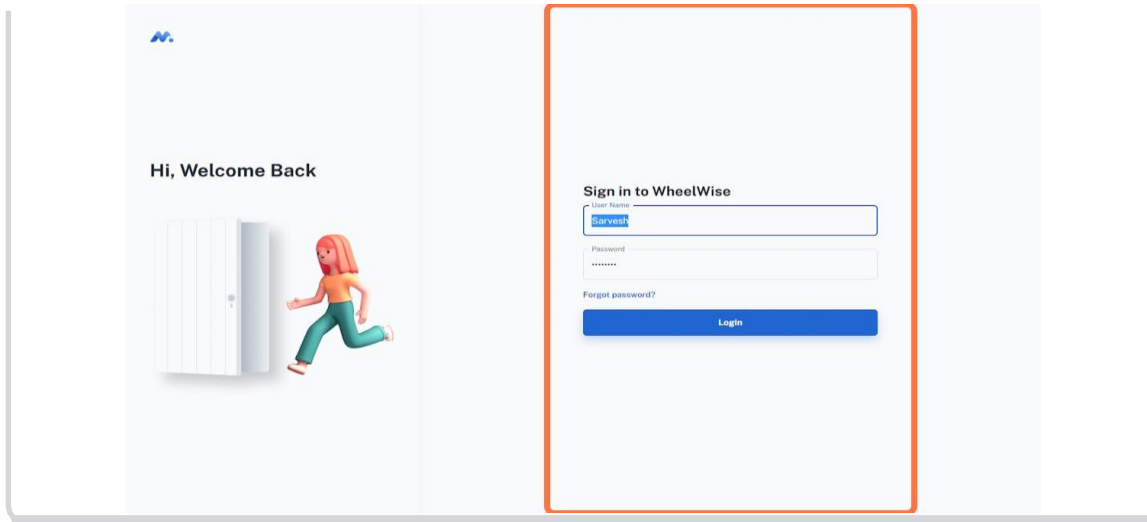 Hi, Welcome Back
Sign in to WheelWise
User Name
Sarvesh
Password
........
Forgot password?
Login